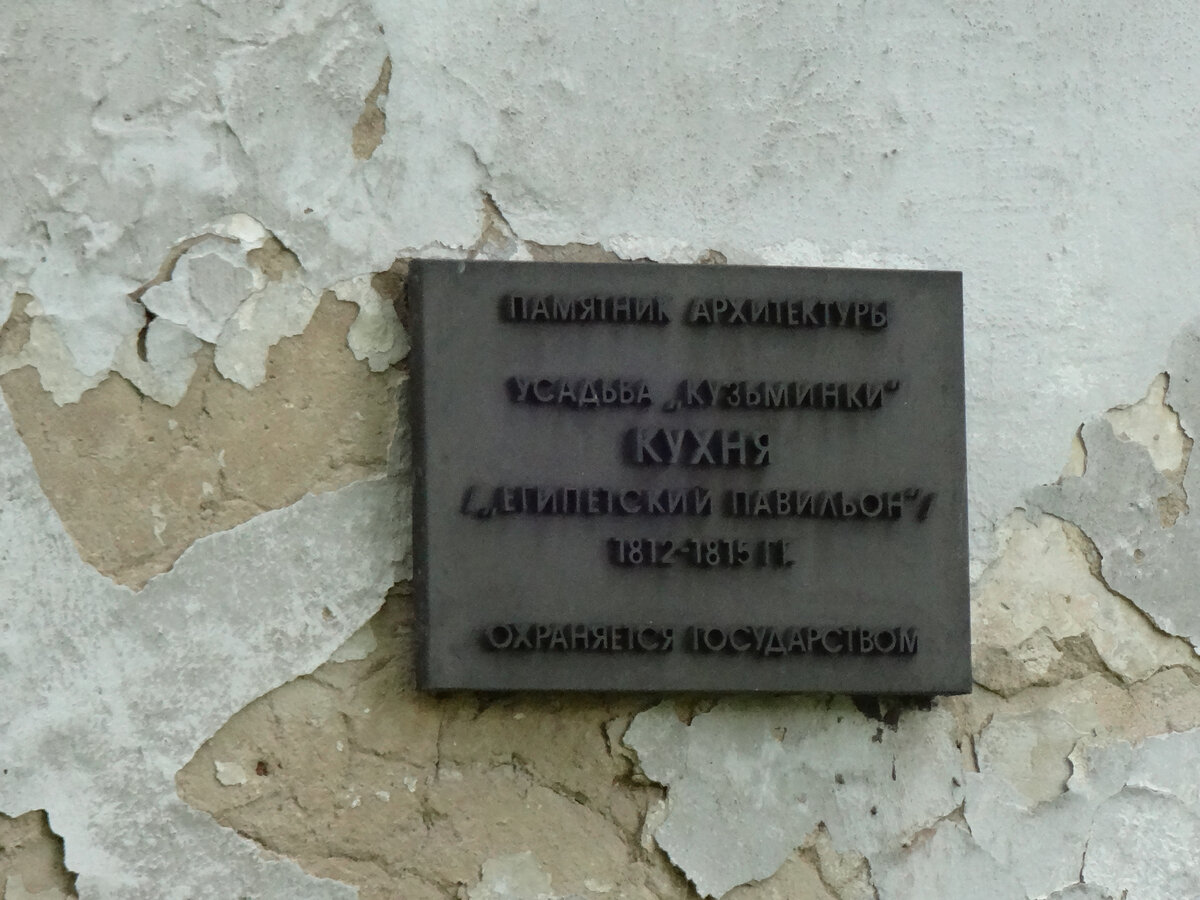 ПАМЯТНИК АРХИТЕКТУРЫ
УСАДЬБА „КУЗЬМИНКИ“
КУХНЯ
/„ЕГИПЕТСКИЙ ПАВИЛЬОН“/
1812-1815 ГГ.
ОХРАНЯЕТСЯ ГОСУДАРСТВОМ